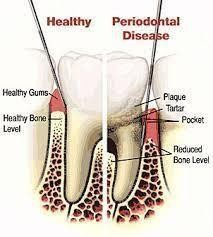 Healthy
Periodontal
Disease
Healthy Gums
Healthy Bone
Level
Plaque
Tartar
Pocket
Reduced
Bone Level